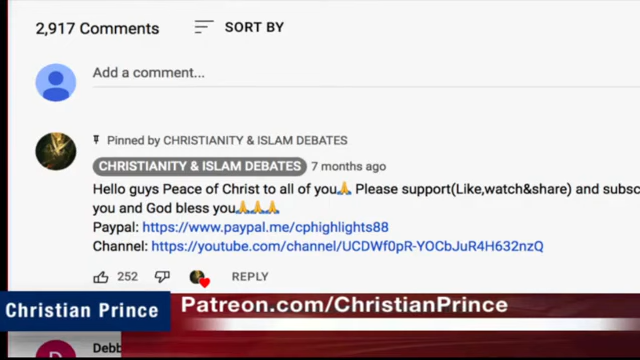 2,917 Comments SORT BY
Add a comment...
Pinned by CHRISTIANITY & ISLAM DEBATES
CHRISTIANITY & ISLAM DEBATES 7 months ago
Hello guys Peace of Christ to all of you🙏 Please support(Like,watch&share) and subsc
you and God bless you🙏🙏🙏
Paypal: https://www.paypal.me/cphighlights88
Channel: https://youtube.com/channel/UCDWf0pR-YOCbJuR4H632nzQ
252 REPLY
Christian Prince Patreon.com/ChristianPrince
D Debb